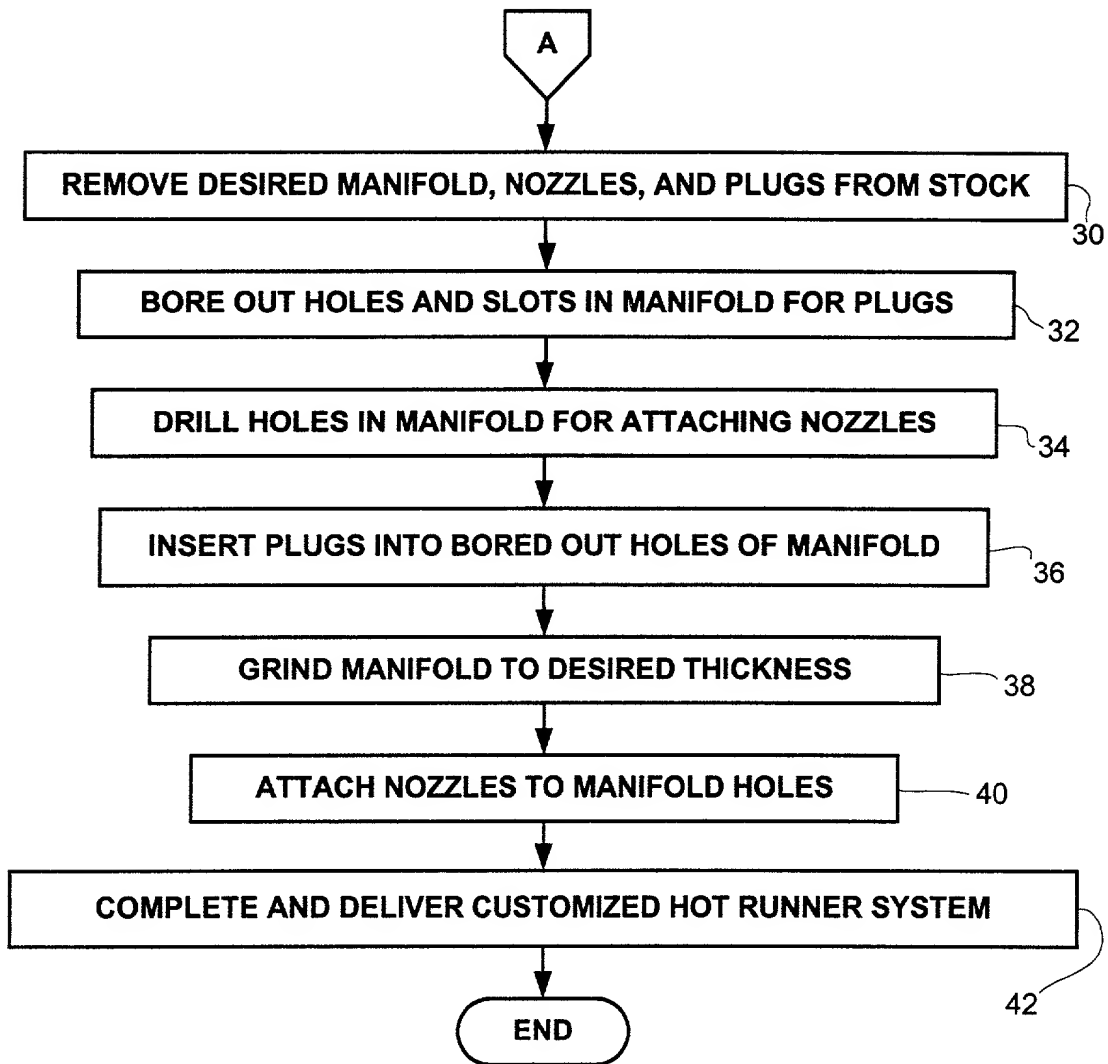 A
REMOVE DESIRED MANIFOLD, NOZZLES, AND PLUGS FROM STOCK
30
BORE OUT HOLES AND SLOTS IN MANIFOLD FOR PLUGS
32
DRILL HOLES IN MANIFOLD FOR ATTACHING NOZZLES
34
INSERT PLUGS INTO BORED OUT HOLES OF MANIFOLD
36
GRIND MANIFOLD TO DESIRED THICKNESS
38
ATTACH NOZZLES TO MANIFOLD HOLES
40
COMPLETE AND DELIVER CUSTOMIZED HOT RUNNER SYSTEM
42
END